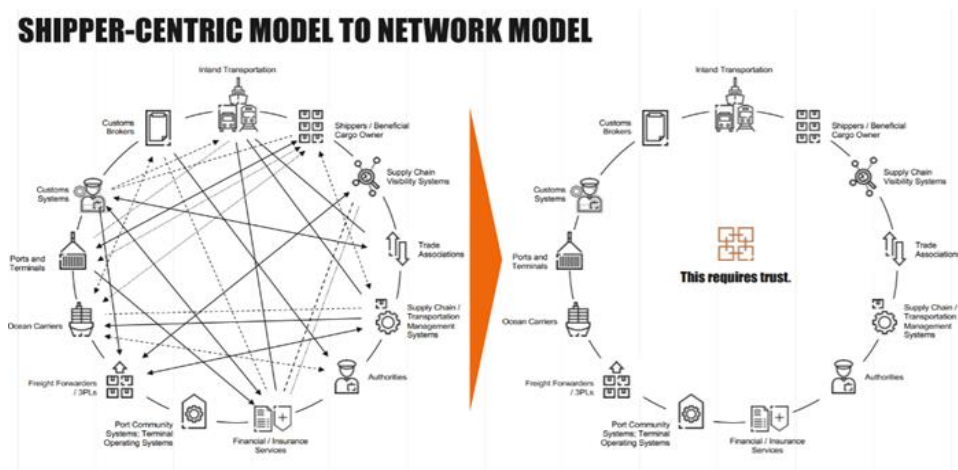 SHIPPER-CENTRIC MODEL TO NETWORK MODEL
Inland Transportation
Customs
Brokers
Shippers / Beneficial
Cargo Owner
Customs
Systems
Supply Chain
Visibility Systems
Ports and
Terminals
Trade
Associations
Ocean Carriers
Supply Chain /
Transportation
Management
Systems
Freight Forwarders
/ 3PLs
Authorities
Port Community
Systems; Terminal
Operating Systems
Financial / Insurance
Services
Inland Transportation
Customs
Brokers
Shippers / Beneficial
Cargo Owner
Customs
Systems
Supply Chain
Visibility Systems
Ports and
Terminals
This requires trust.
Trade
Associations
Ocean Carriers
Supply Chain /
Transportation
Management
Systems
Freight Forwarders
/ 3PLs
Authorities
Port Community
Systems; Terminal
Operating Systems
Financial / Insurance
Services